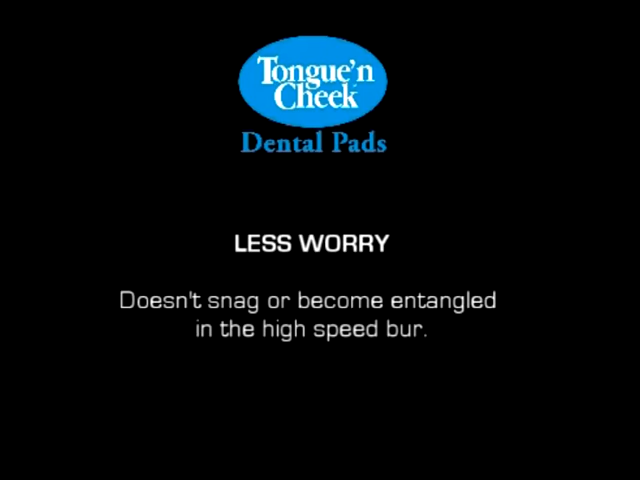 Tongue'n
Cheek
Dental Pads
LESS WORRY
Doesn't snag or become entangled
in the high speed bur.